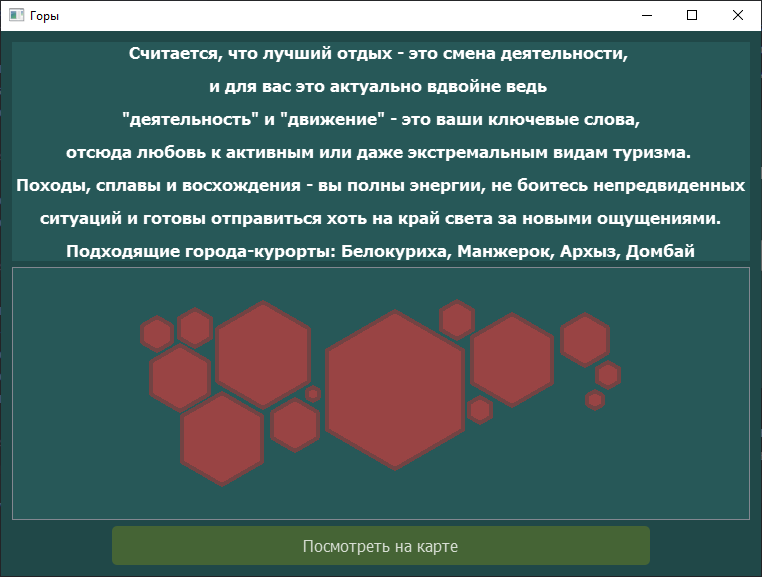 Горы
Считается, что лучший отдых - это смена деятельности,
и для вас это актуально вдвойне ведь
"деятельность" и "движение" - это ваши ключевые слова,
отсюда любовь к активным или даже экстремальным видам туризма.
Походы, сплавы и восхождения - вы полны энергии, не боитесь непредвиденных
ситуаций и готовы отправиться хоть на край света за новыми ощущениями.
Подходящие города-курорты: Белокуриха, Манжерок, Архыз, Домбай
Посмотреть на карте